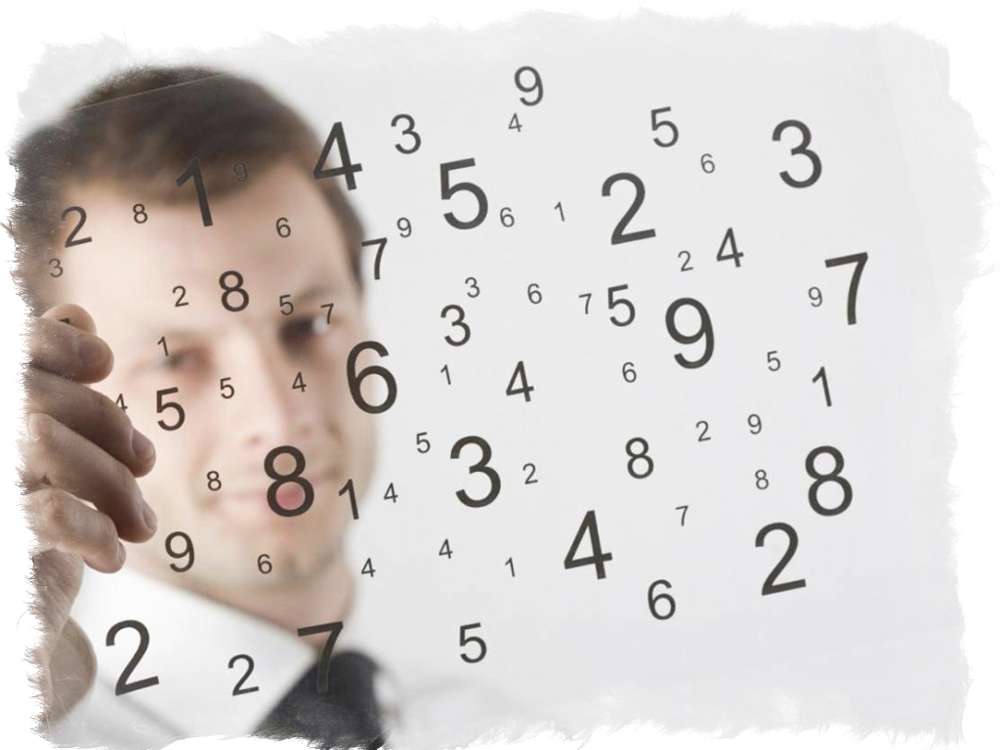 9
4 3 4 5 3
1 9 5 6
2 8 6 9 6 1 2
3 7 2 4
2 8 5 7 3 6 7 5 9 7
1 3 9
5 5 4 6 1 4 6 5 1
4
5 2 9
8 8 1 4 3 2 8 8 8
9 6 4 4 1 4 7 2
6
2 2 7 5